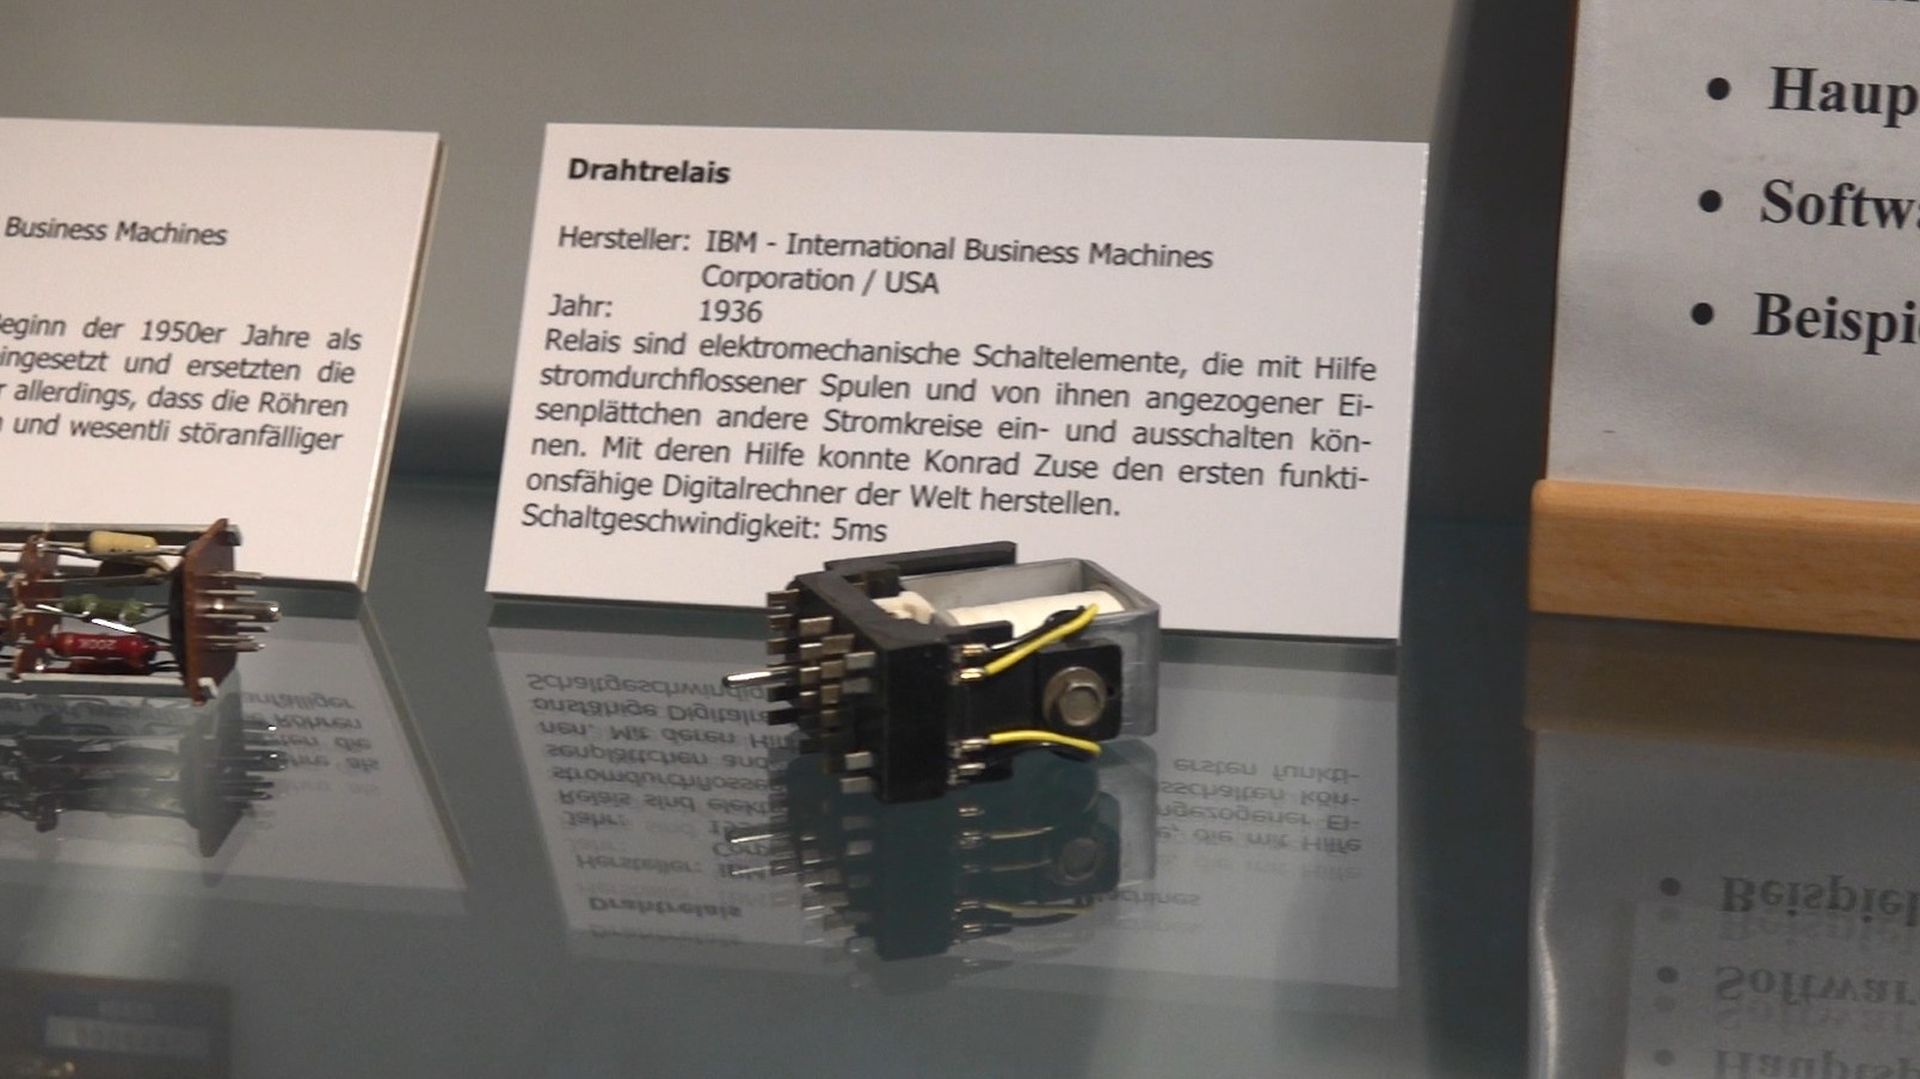 Business Machines
Beginn der 1950er Jahre als
eingesetzt und ersetzten die
allerdings, dass die Röhren
und wesentli störanfälliger
Drahtrelais
Hersteller: IBM - International Business Machines
Corporation / USA
Jahr: 1936
Relais sind elektromechanische Schaltelemente, die mit Hilfe
stromdurchflossener Spulen und von ihnen angezogener Ei-
senplättchen andere Stromkreise ein- und ausschalten kön-
nen. Mit deren Hilfe konnte Konrad Zuse den ersten funkti-
onsfähige Digitalrechner der Welt herstellen.
Schaltgeschwindigkeit: 5ms
• Haup
• Softwa
• Beispi